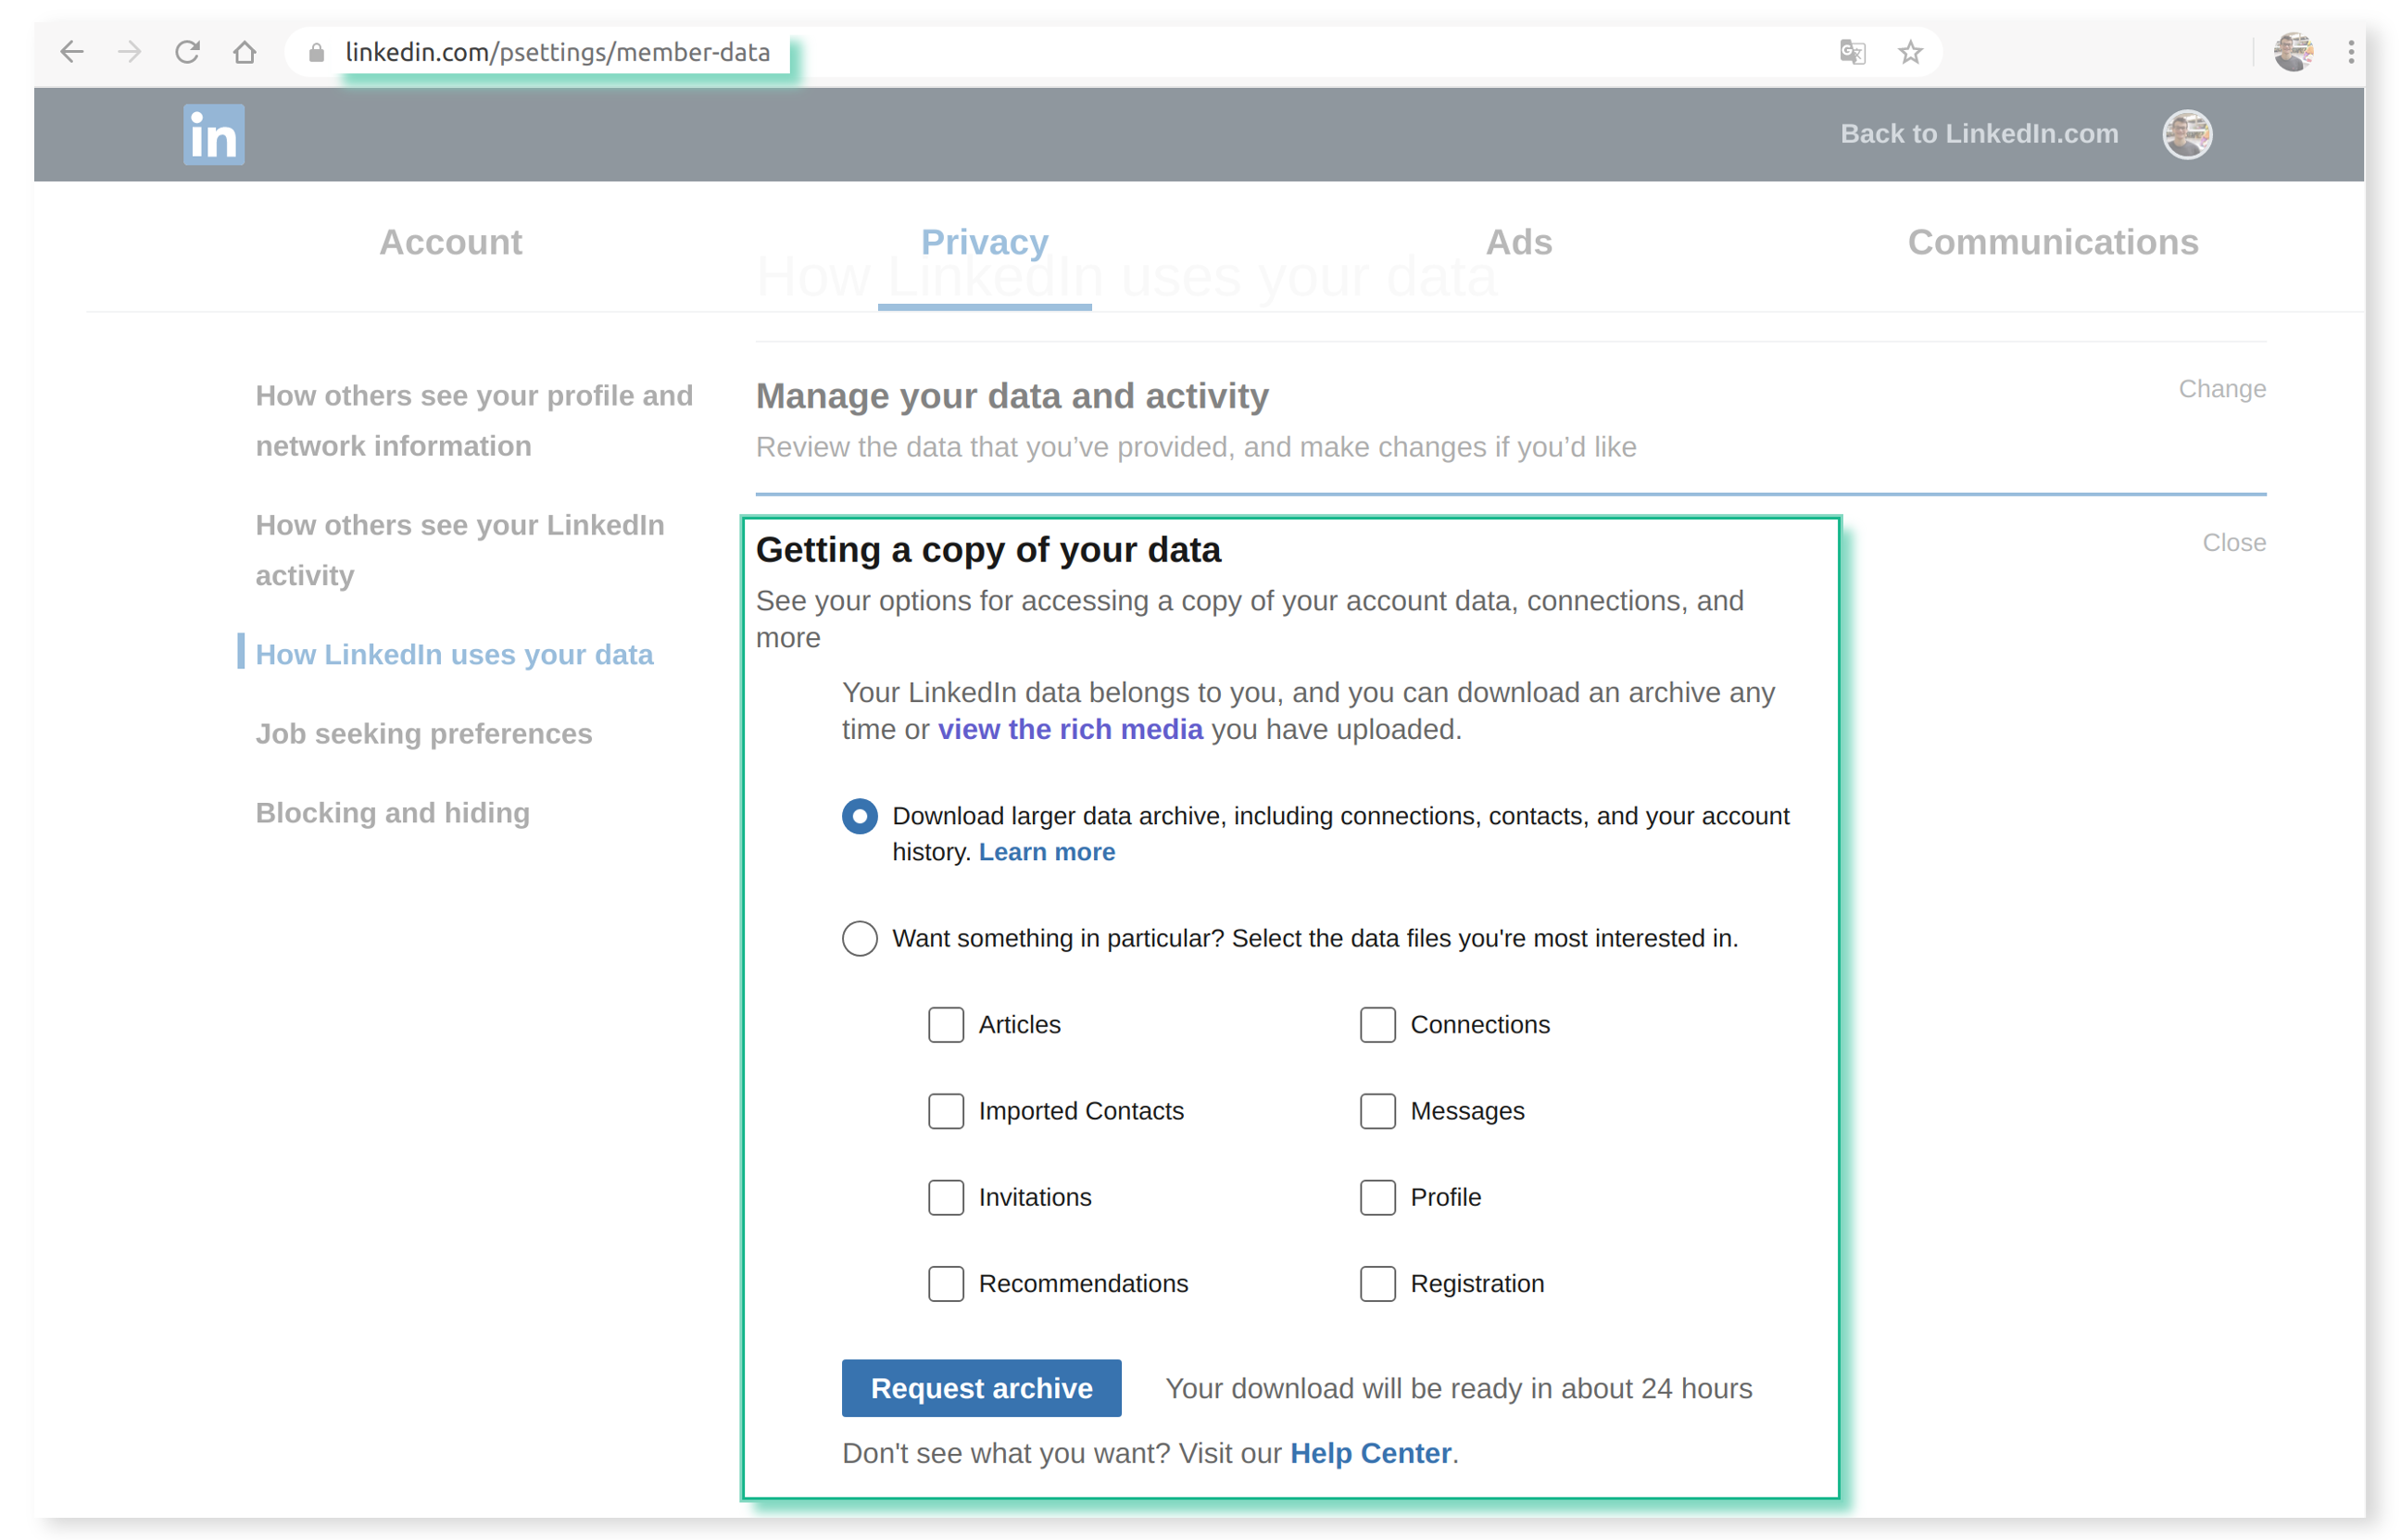 linkedin.com/psettings/member-data
in
Back to LinkedIn.com
Account
Privacy
Ads
Communications
How LinkedIn uses your data
How others see your profile and
network information
How others see your LinkedIn
activity
How LinkedIn uses your data
Job seeking preferences
Blocking and hiding
Manage your data and activity
Change
Review the data that you’ve provided, and make changes if you’d like
Getting a copy of your data
Close
See your options for accessing a copy of your account data, connections, and
more
Your LinkedIn data belongs to you, and you can download an archive any
time or view the rich media you have uploaded.
Download larger data archive, including connections, contacts, and your account
history. Learn more
Want something in particular? Select the data files you're most interested in.
Articles
Connections
Imported Contacts
Messages
Invitations
Profile
Recommendations
Registration
Request archive
Your download will be ready in about 24 hours
Don't see what you want? Visit our Help Center.